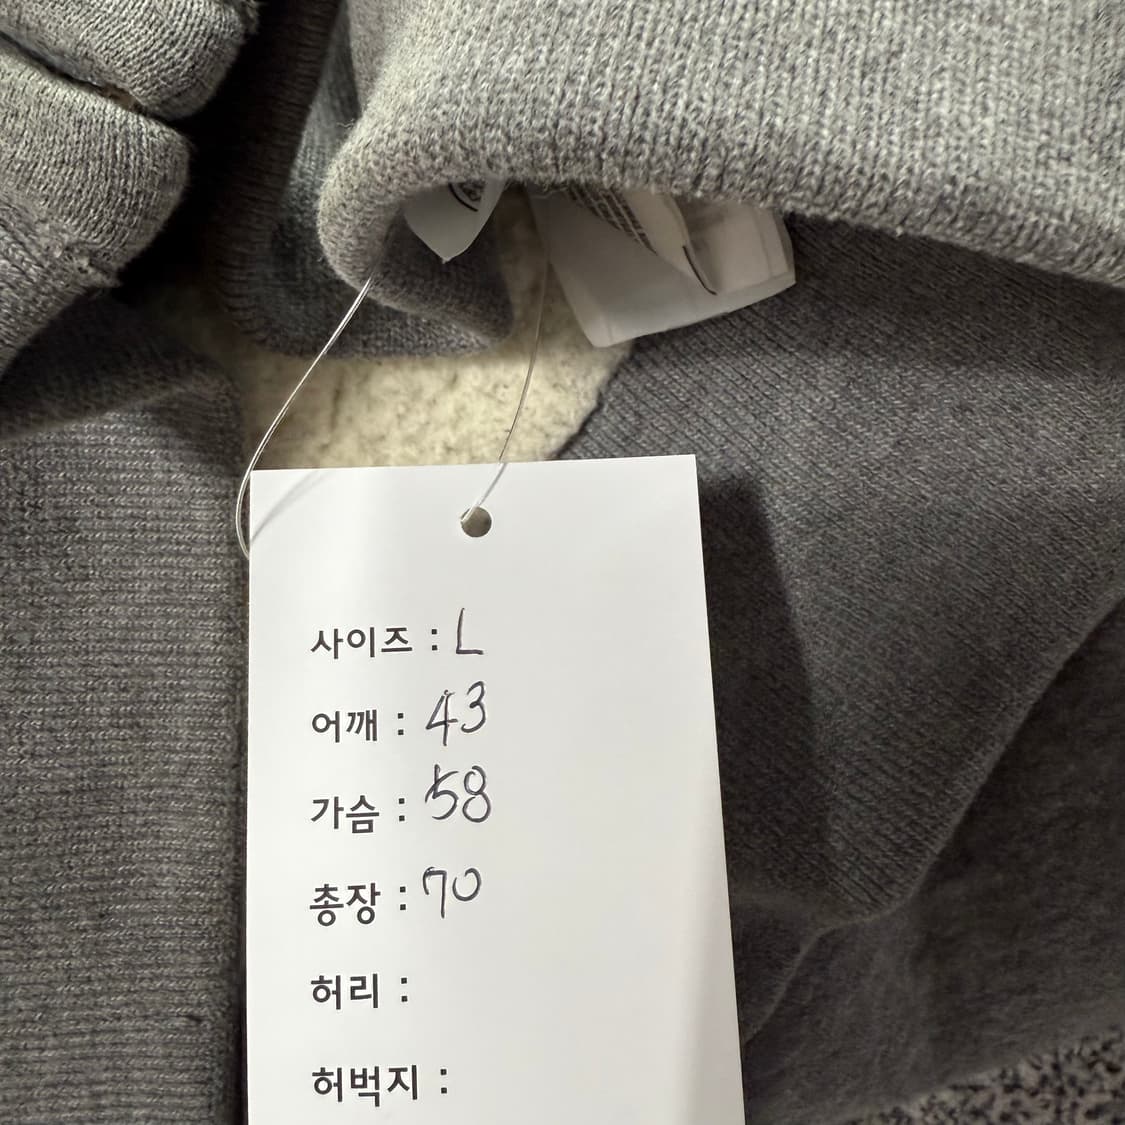 사이즈 : L
어깨 : 43
가슴 : 58
총장 : 70
허리 :
허벅지 :